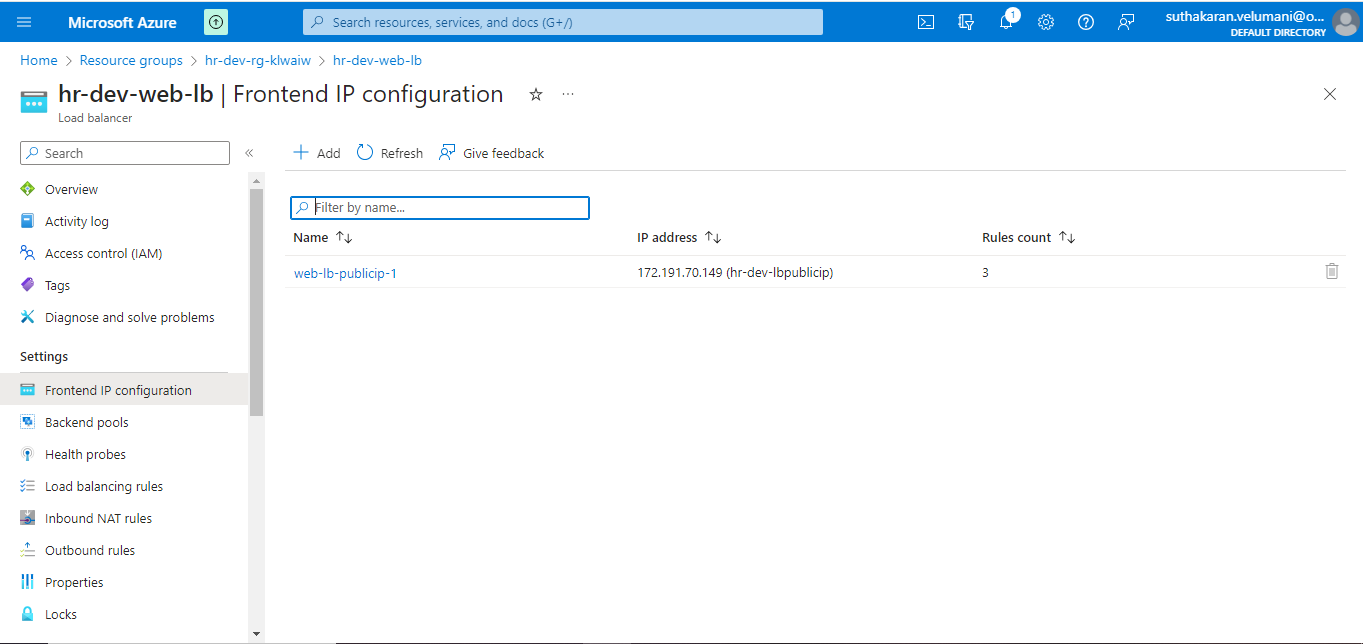 Microsoft Azure
Search resources, services, and docs (G+/)
1
suthakaran.velumani@o...
DEFAULT DIRECTORY
Home > Resource groups > hr-dev-rg-klwaiw > hr-dev-web-lb
hr-dev-web-lb | Frontend IP configuration
Load balancer
Search
Add Refresh Give feedback
Overview
Activity log
Access control (IAM)
Tags
Diagnose and solve problems
Settings
Frontend IP configuration
Backend pools
Health probes
Load balancing rules
Inbound NAT rules
Outbound rules
Properties
Locks
Filter by name...
Name IP address Rules count
web-lb-publicip-1 172.191.70.149 (hr-dev-lbpublicip) 3